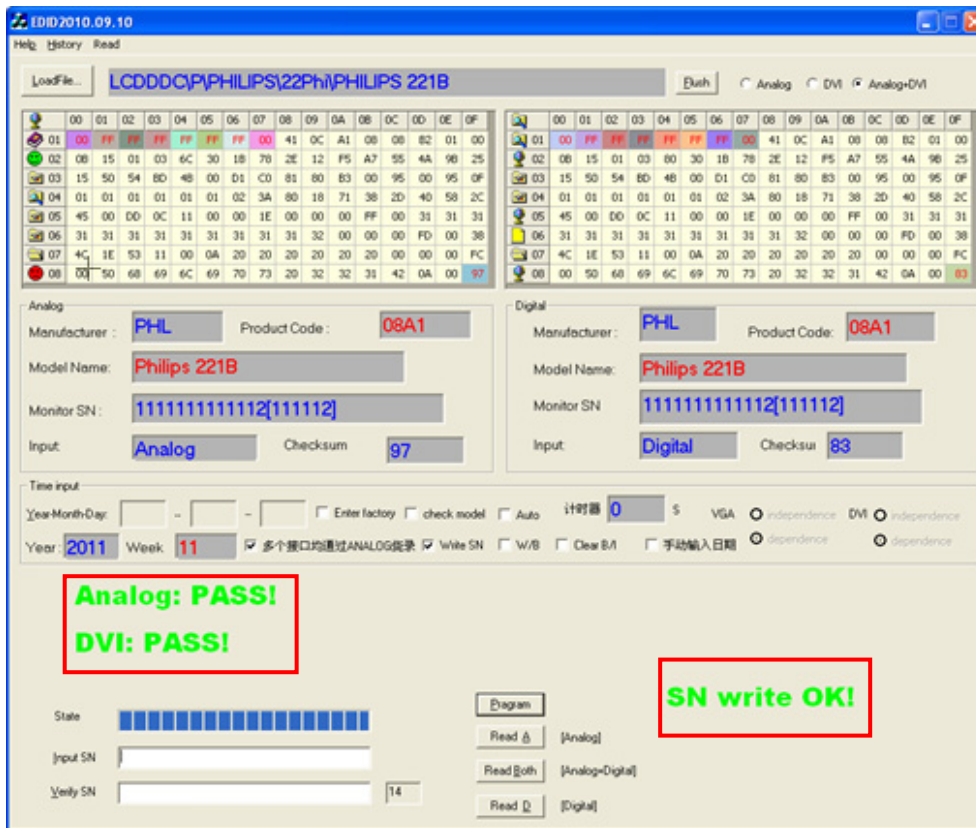 EDID2010.09.10
Help History Read
LoadFile... LCDDDC\P\PHILIPS\22Phi\PHILIPS 221B Push Analog DVI Analog+DVI
00 01 02 03 04 05 06 07 08 09 0A 0B 0C 0D 0E 0F
01 00 FF FF FF FF FF FF 00 41 0C A1 08 08 B2 01 00
02 08 15 01 03 6C 30 1B 78 2E 12 F5 A7 55 4A 9B 25
03 15 50 54 BD 4B 00 D1 C0 81 80 B3 00 95 00 95 0F
04 01 01 01 01 01 01 02 3A 80 18 71 38 2D 40 58 2C
05 45 00 DD 0C 11 00 00 1E 00 00 00 FF 00 31 31 31
06 31 31 31 31 31 31 31 31 31 32 00 00 00 FD 00 38
07 4C 1E 53 11 00 0A 20 20 20 20 20 20 00 00 00 FC
08 00 50 68 69 6C 69 70 73 20 32 32 31 42 0A 00 97
00 01 02 03 04 05 06 07 08 09 0A 0B 0C 0D 0E 0F
01 00 FF FF FF FF FF FF 00 41 0C A1 08 08 B2 01 00
02 08 15 01 03 80 30 1B 78 2E 12 F5 A7 55 4A 9B 25
03 15 50 54 BD 4B 00 D1 C0 81 80 B3 00 95 00 95 0F
04 01 01 01 01 01 01 02 3A 80 18 71 38 2D 40 58 2C
05 45 00 DD 0C 11 00 00 1E 00 00 00 FF 00 31 31 31
06 31 31 31 31 31 31 31 31 31 32 00 00 00 FD 00 38
07 4C 1E 53 11 00 0A 20 20 20 20 20 20 00 00 00 FC
08 00 50 68 69 6C 69 70 73 20 32 32 31 42 0A 00 83
Analog
Manufacturer : PHL Product Code : 08A1
Model Name: Philips 221B
Monitor SN : 1111111111112[111112]
Input: Analog Checksum 97
Digital
Manufacturer : PHL Product Code: 08A1
Model Name: Philips 221B
Monitor SN 1111111111112[111112]
Input: Digital Checksui 83
Time input
Year-Month-Day: -- - Enter factory check model Auto 计时器 0 S VGA independence DVI independence
Year : 2011 Week 11 多个接口均通过ANALOG烧录 Write SN W/B Clear B/I 手动输入日期 dependence dependence
Analog: PASS!
DVI: PASS!
SN write OK!
State
Program
Read A [Analog]
Input SN
Read Both [Analog=Digital]
Verify SN 14
Read D [Digital]